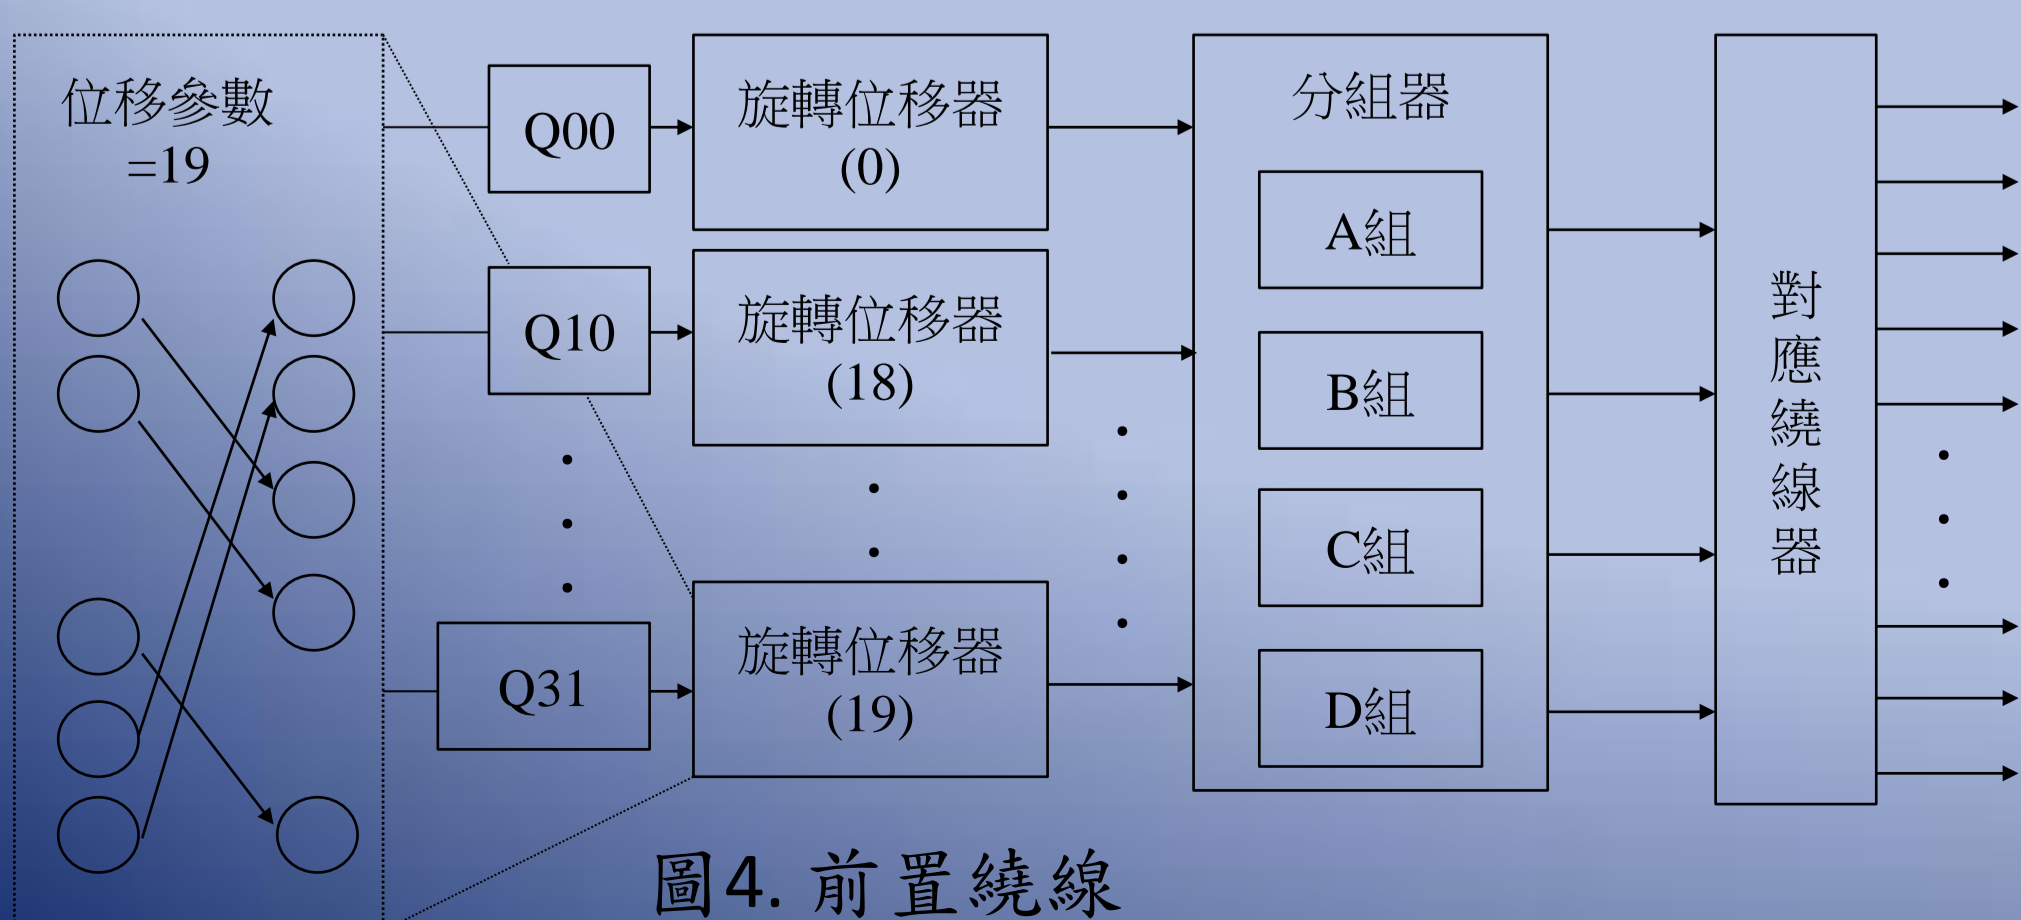 位移參數
=19
Q00
旋轉位移器
(0)
Q10
旋轉位移器
(18)
Q31
旋轉位移器
(19)
分組器
A組
B組
C組
D組
對應繞線器
圖4. 前置繞線